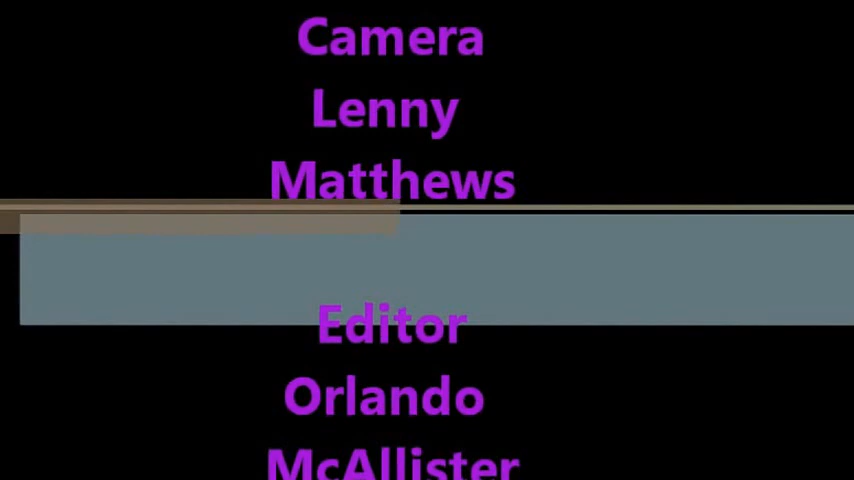 Camera
Lenny
Matthews
Editor
Orlando
McAllister